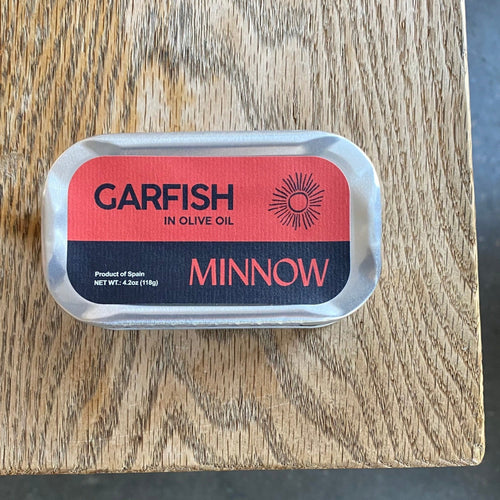 GARFISH
IN OLIVE OIL
Product of Spain
NET WT.: 4.2oz (118g)
MINNOW